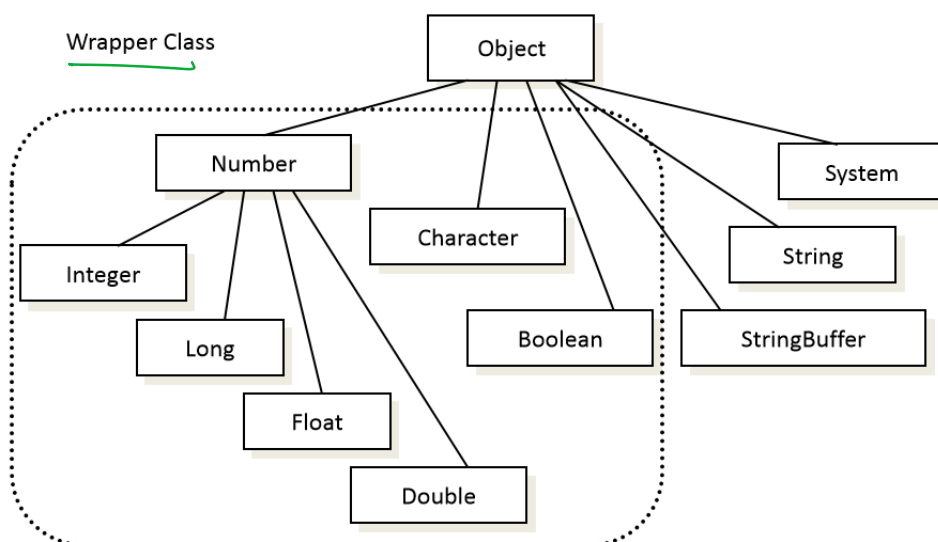 Wrapper Class
Object
Number
System
Character
String
Integer
Long
Boolean
StringBuffer
Float
Double